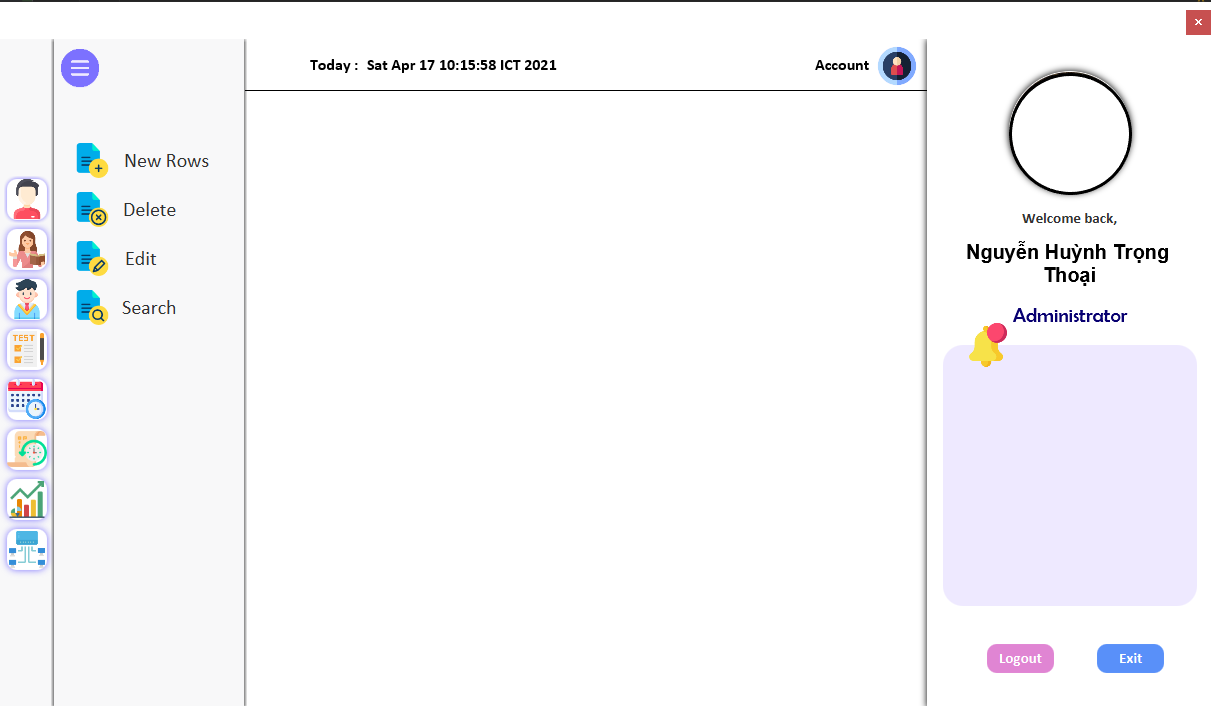 Today : Sat Apr 17 10:15:58 ICT 2021
Account
New Rows
Delete
Edit
Search
TEST
Welcome back,
Nguyễn Huỳnh Trọng
Thoại
Administrator
Logout
Exit